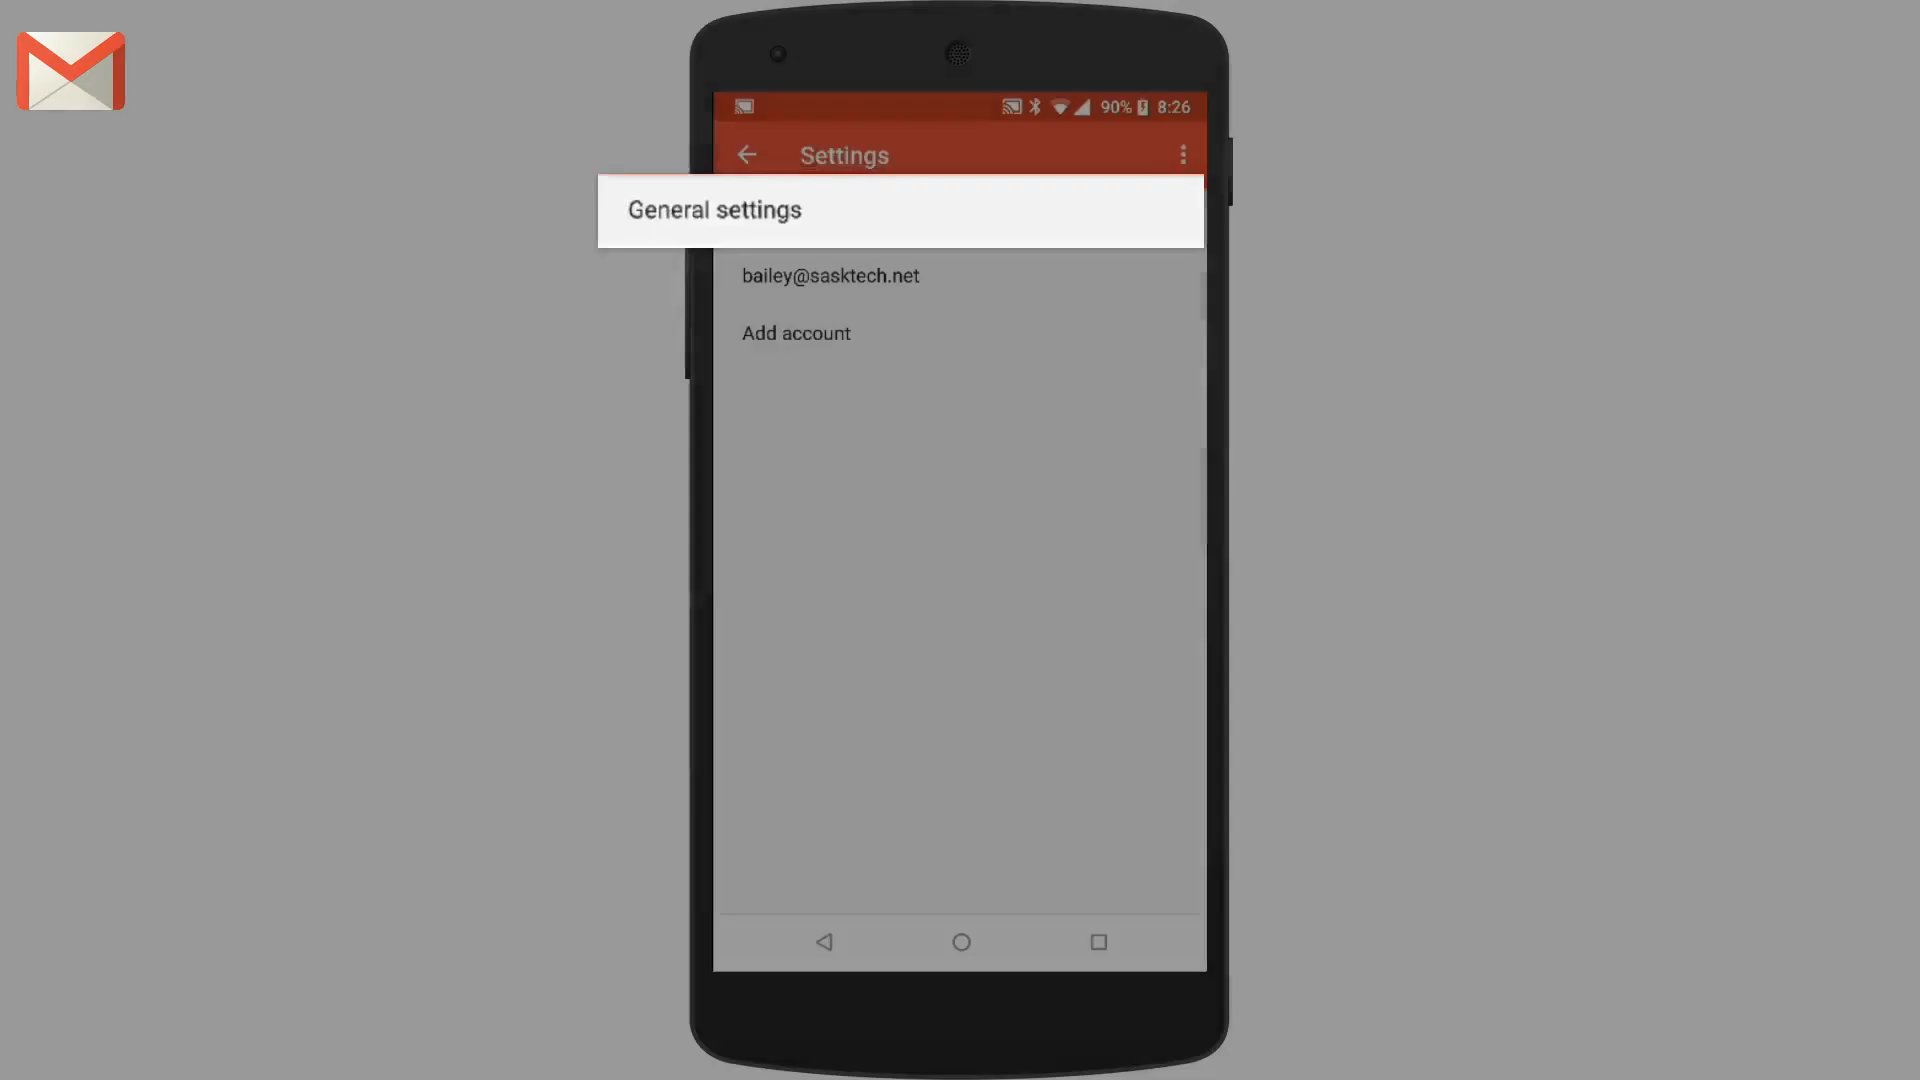 90% 8:26
Settings
General settings
bailey@sasktech.net
Add account